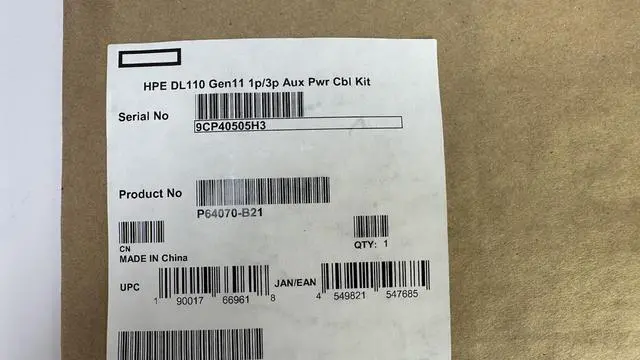 HPE DL110 Gen11 1p/3p Aux Pwr Cbl Kit
Serial No
9CP40505H3
Product No
P64070-B21
CN
QTY: 1
MADE IN China
UPC 1 90017 66961 8 JAN/EAN 4 549821 547685